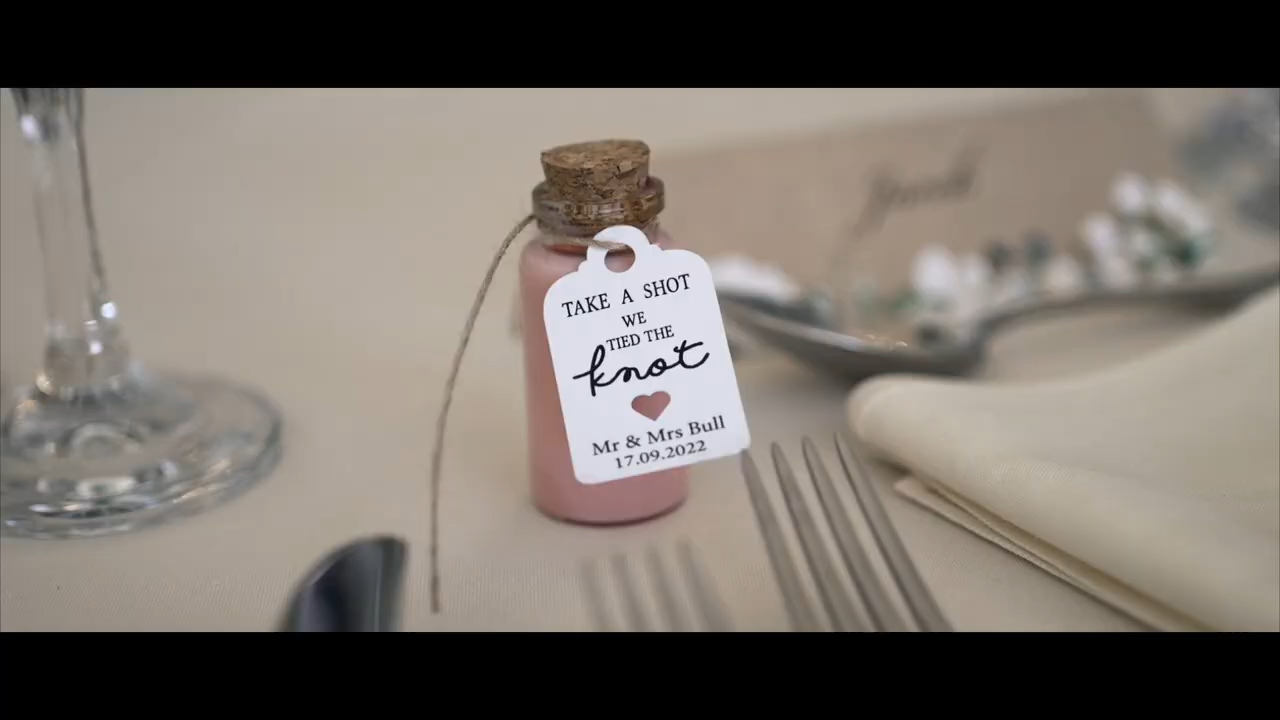 TAKE A SHOT
WE
TIED THE
knot
Mr & Mrs Bull
17.09.2022